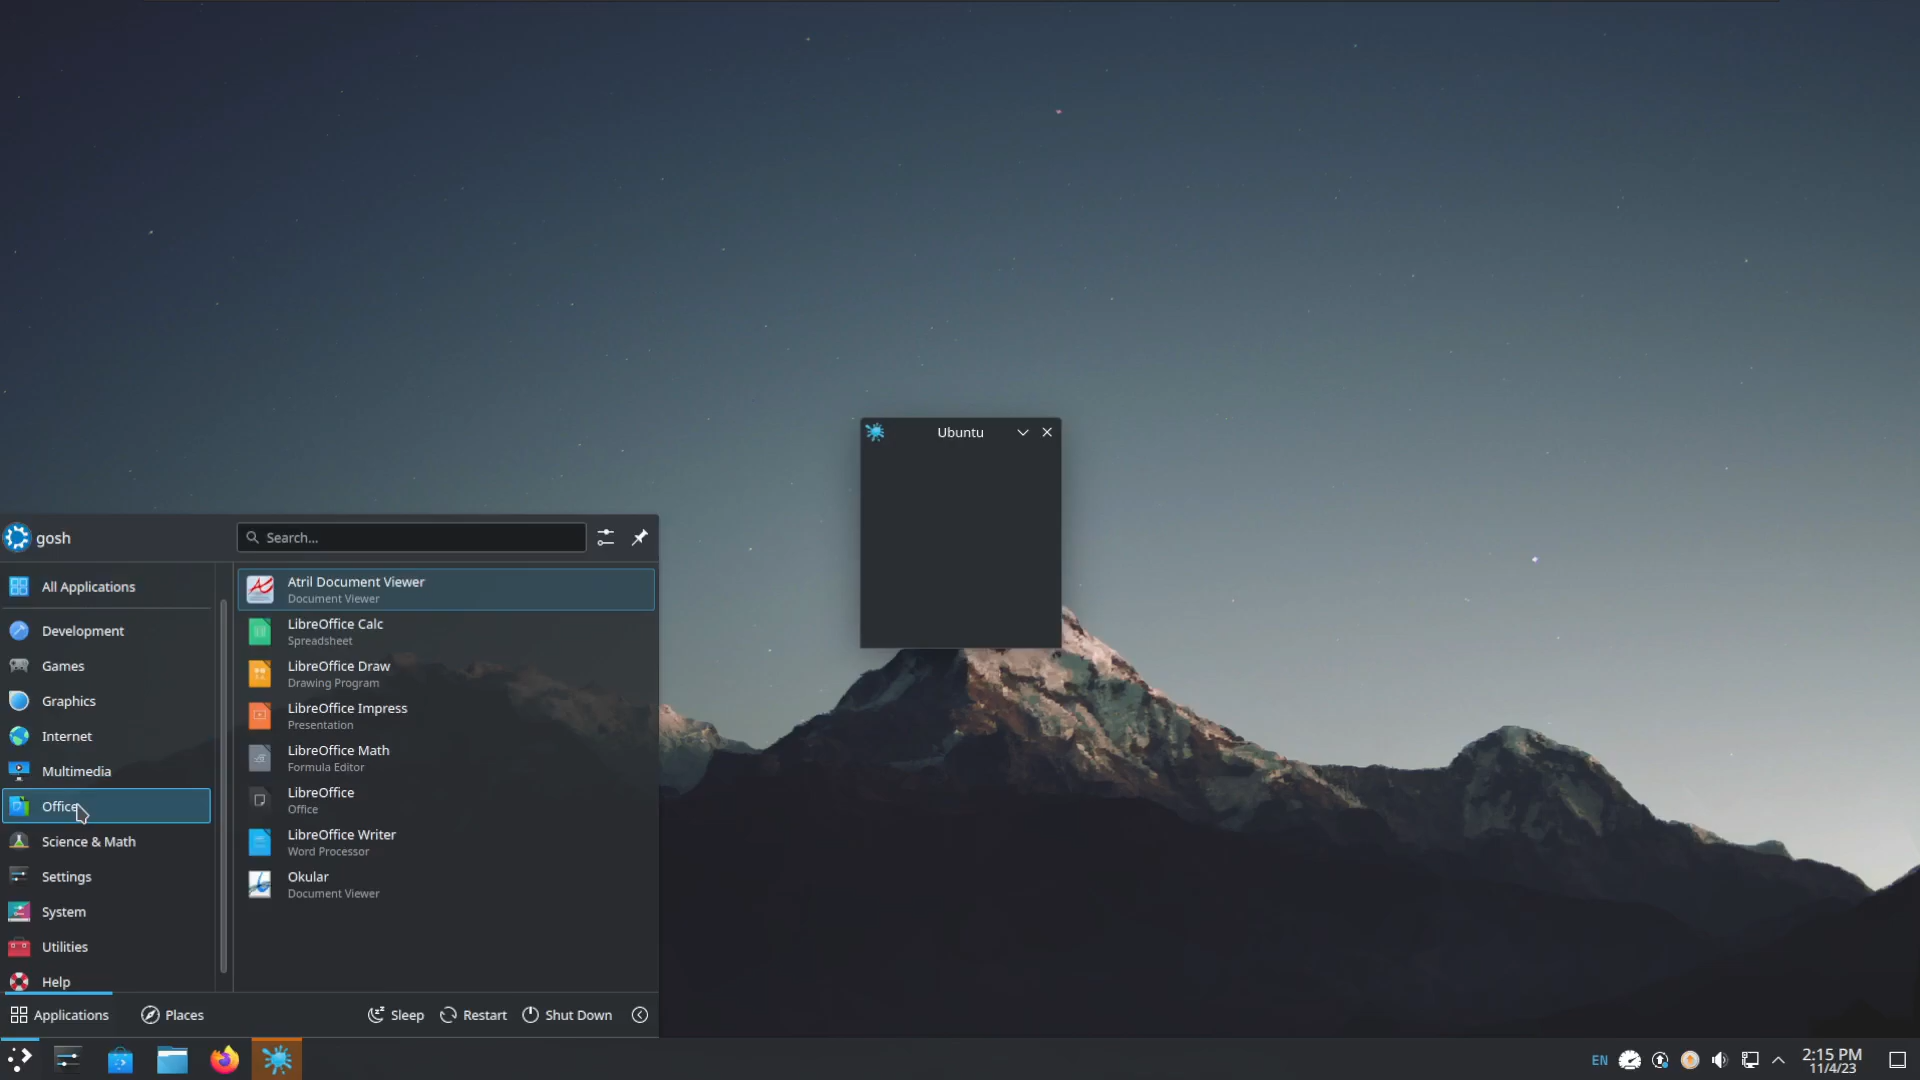 Ubuntu
gosh
Search...
All Applications
Development
Games
Graphics
Internet
Multimedia
Office
Science & Math
Settings
System
Utilities
Help
Atril Document Viewer
Document Viewer
LibreOffice Calc
Spreadsheet
LibreOffice Draw
Drawing Program
LibreOffice Impress
Presentation
LibreOffice Math
Formula Editor
LibreOffice
Office
LibreOffice Writer
Word Processor
Okular
Document Viewer
Applications
Places
Sleep
Restart
Shut Down
EN
2:15 PM
11/4/23